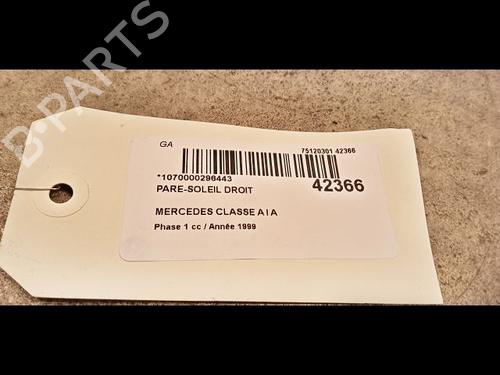 B-PARTS
GA
75120301 42366
*1070000296443
42366
PARE-SOLEIL DROIT
MERCEDES CLASSE A I A
Phase 1 cc / Année 1999